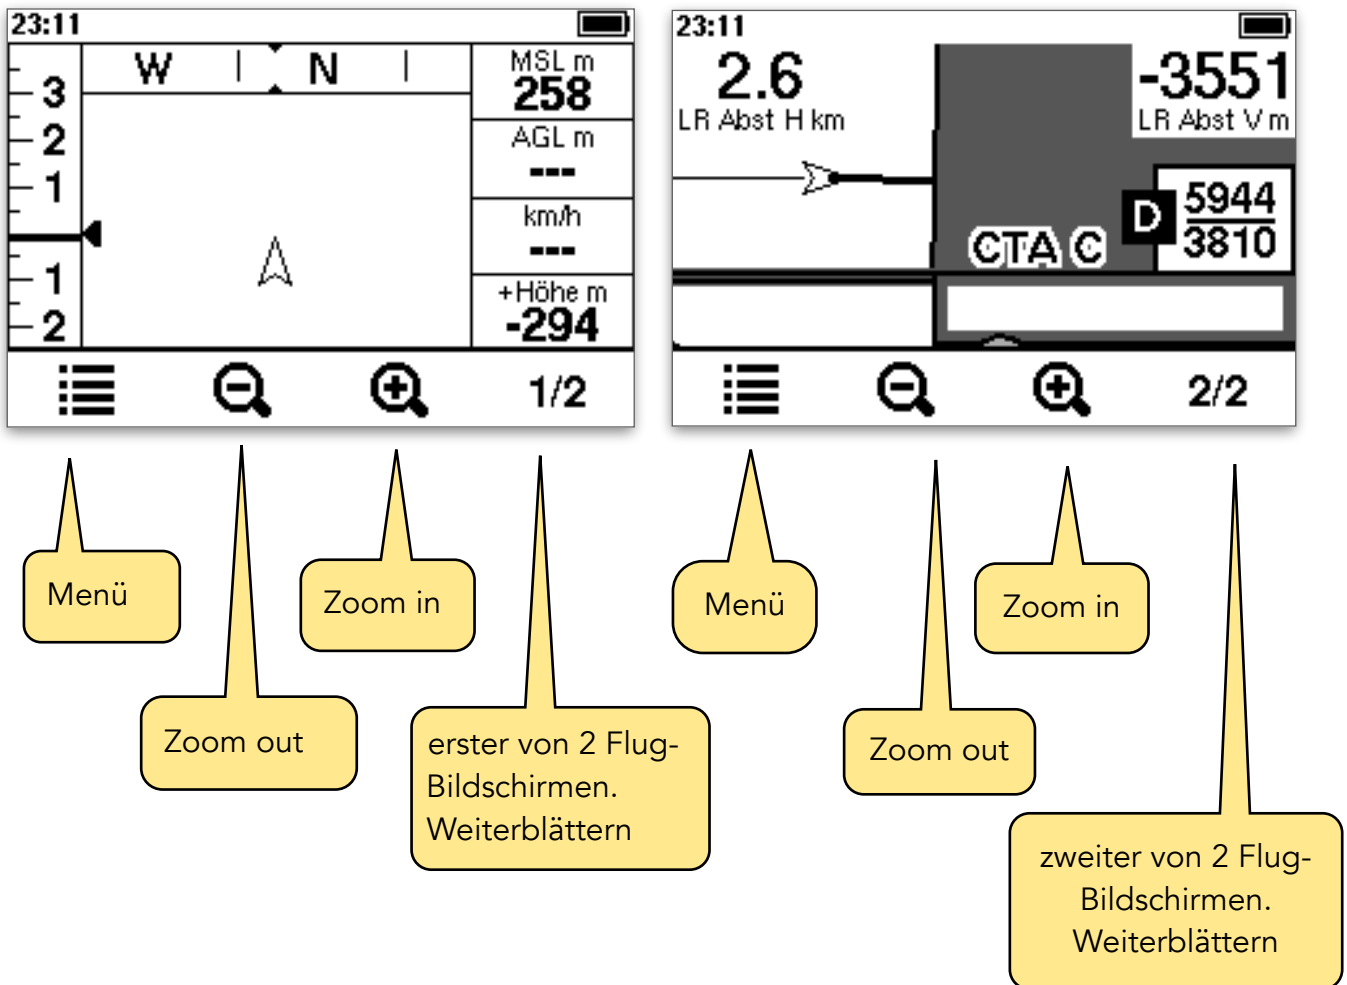 23:11
W N
3
2
1
1
2
MSL m
258
AGL m
---
km/h
---
+Höhe m
-294
1/2
23:11
2.6
LR Abst H km
-3551
LR Abst V m
D
5944
3810
CTA C
2/2
Menü
Zoom out
Zoom in
erster von 2 Flug-
Bildschirmen.
Weiterblättern
Menü
Zoom out
Zoom in
zweiter von 2 Flug-
Bildschirmen.
Weiterblättern